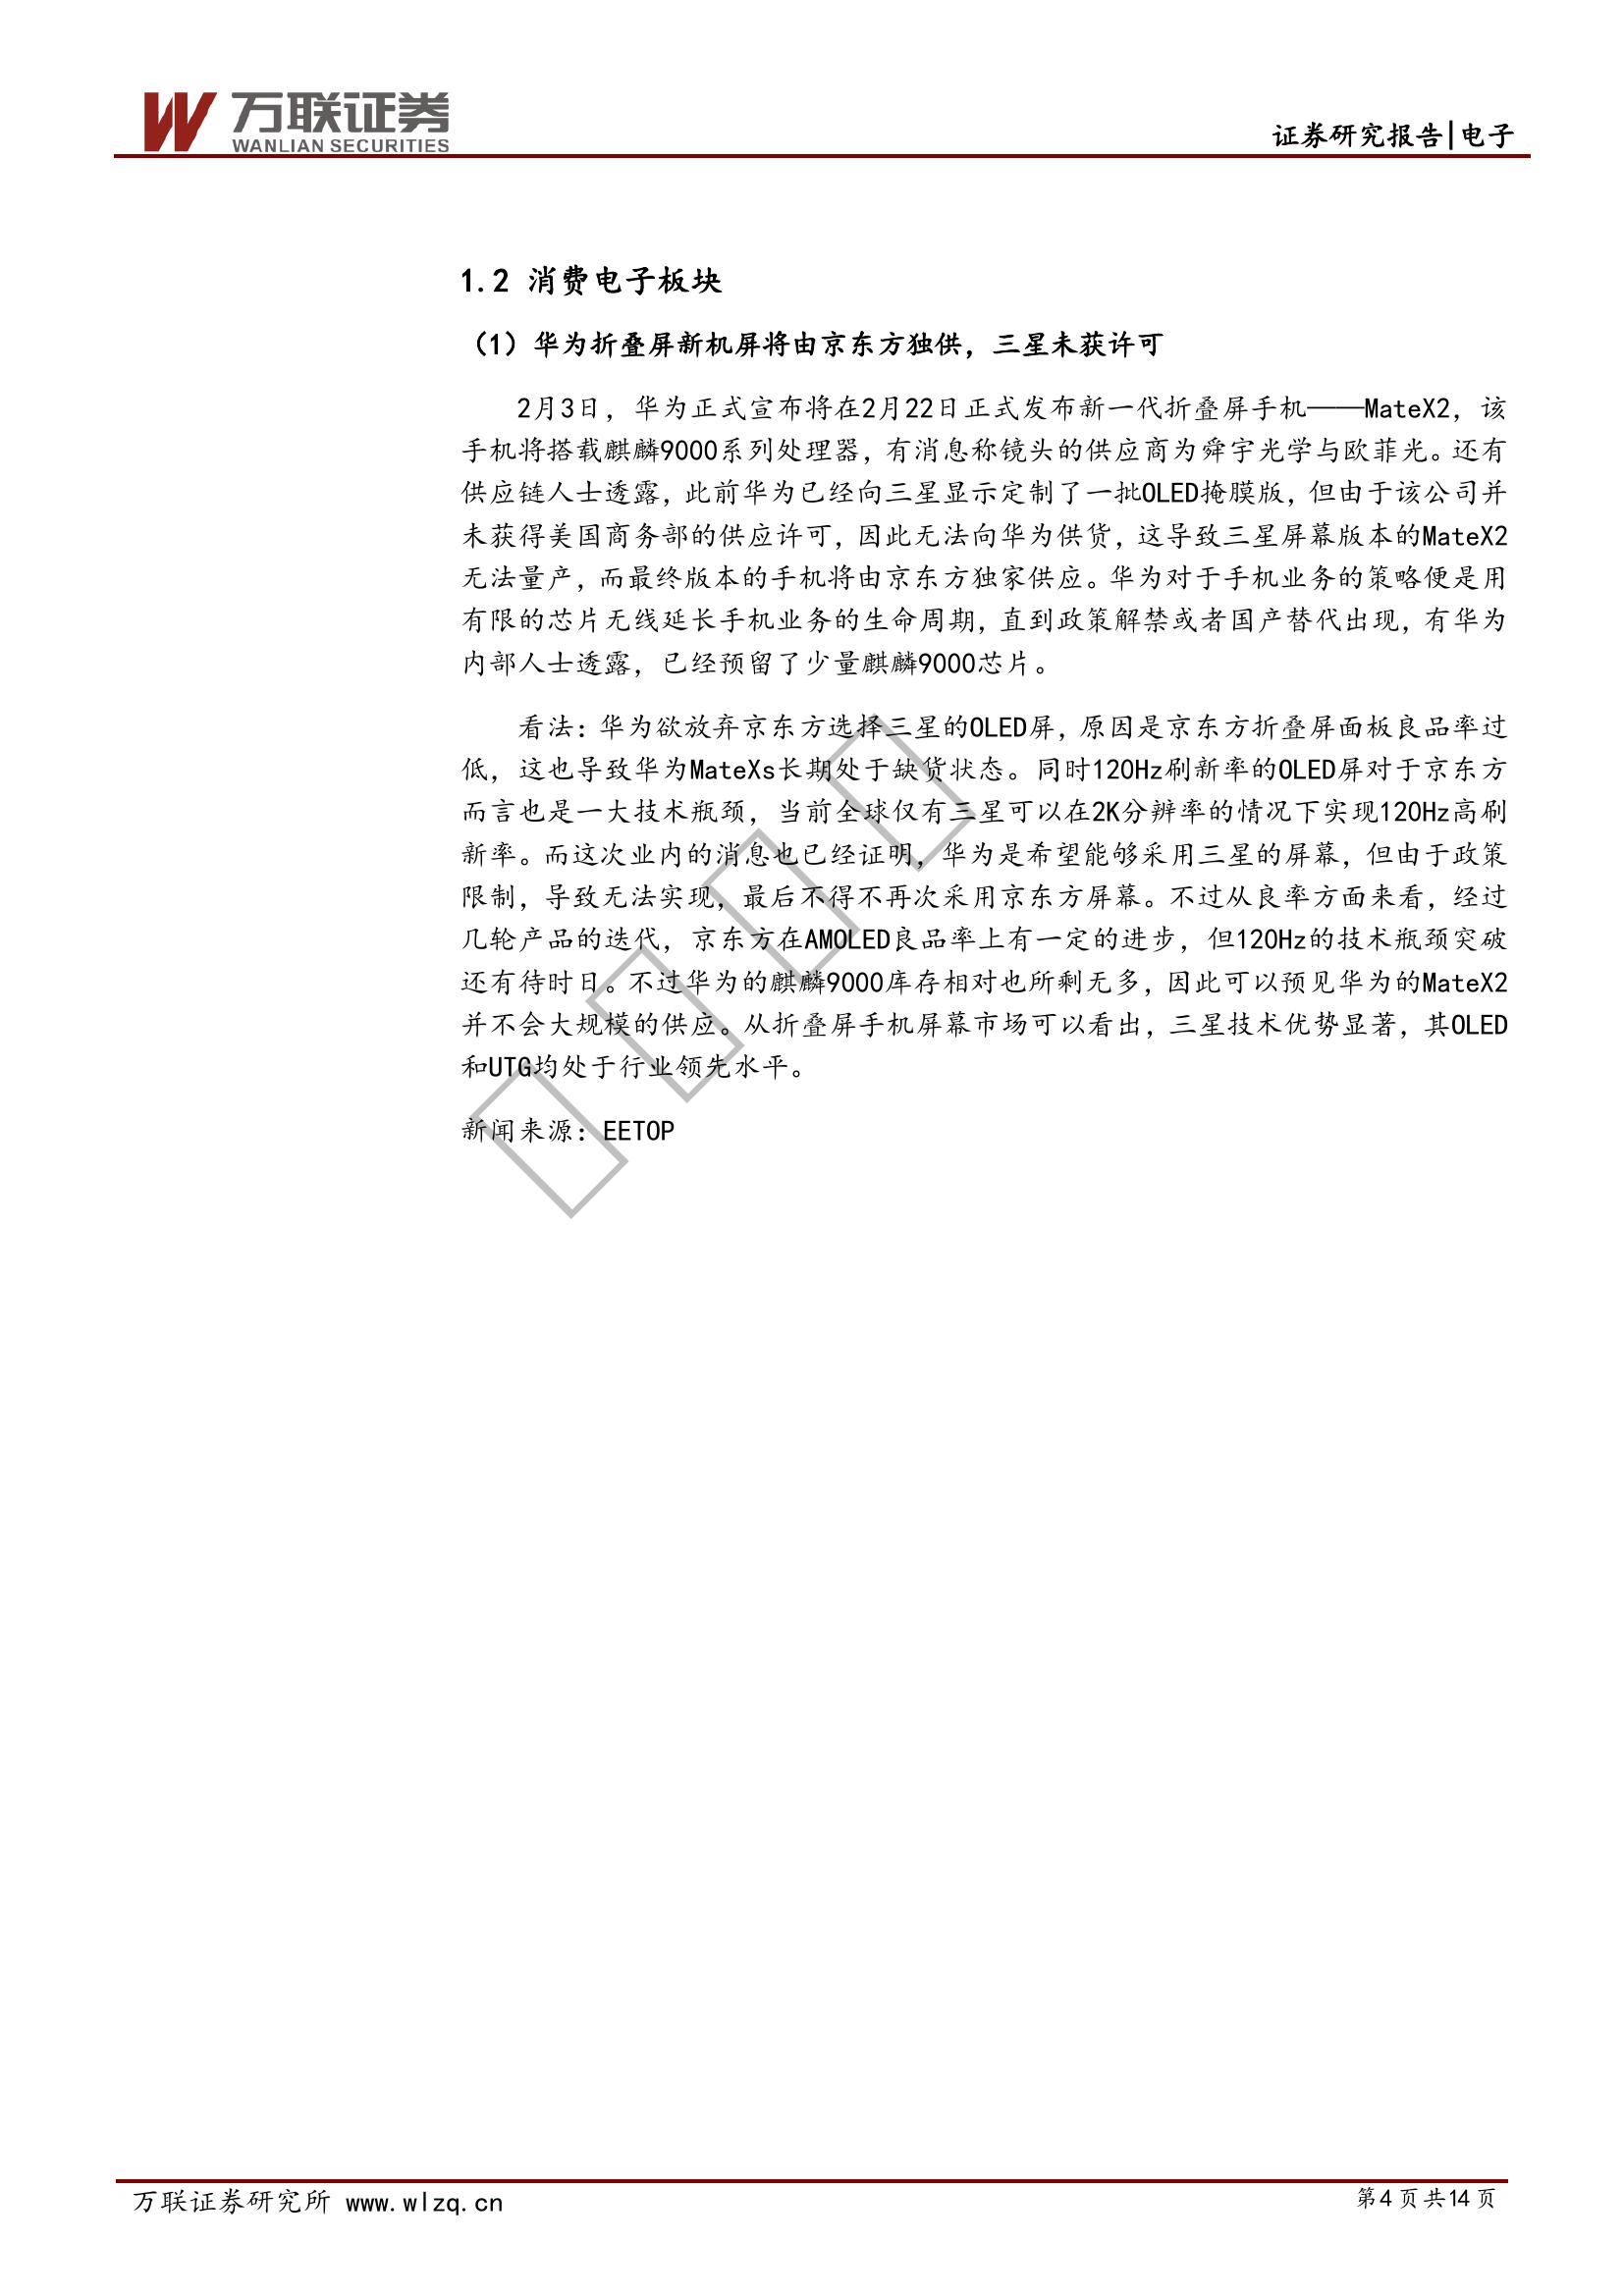 万联证券
WANLIAN SECURITIES
证券研究报告|电子
1.2 消费电子板块
（1）华为折叠屏新机屏将由京东方独供，三星未获许可
2月3日，华为正式宣布将在2月22日正式发布新一代折叠屏手机——MateX2，该
手机将搭载麒麟9000系列处理器，有消息称镜头的供应商为舜宇光学与欧菲光。还有
供应链人士透露，此前华为已经向三星显示定制了一批OLED掩膜版，但由于该公司并
未获得美国商务部的供应许可，因此无法向华为供货，这导致三星屏幕版本的MateX2
无法量产，而最终版本的手机将由京东方独家供应。华为对于手机业务的策略便是用
有限的芯片无线延长手机业务的生命周期，直到政策解禁或者国产替代出现，有华为
内部人士透露，已经预留了少量麒麟9000芯片。
看法：华为欲放弃京东方选择三星的OLED屏，原因是京东方折叠屏面板良品率过
低，这也导致华为MateXs长期处于缺货状态。同时120Hz刷新率的OLED屏对于京东方
而言也是一大技术瓶颈，当前全球仅有三星可以在2K分辨率的情况下实现120Hz高刷
新率。而这次业内的消息也已经证明，华为是希望能够采用三星的屏幕，但由于政策
限制，导致无法实现，最后不得不再次采用京东方屏幕。不过从良率方面来看，经过
几轮产品的迭代，京东方在AMOLED良品率上有一定的进步，但120Hz的技术瓶颈突破
还有待时日。不过华为的麒麟9000库存相对也所剩无多，因此可以预见华为的MateX2
并不会大规模的供应。从折叠屏手机屏幕市场可以看出，三星技术优势显著，其OLED
和UTG均处于行业领先水平。
新闻来源：EETOP
万联证券研究所 www.wlzq.cn
第4页共14页